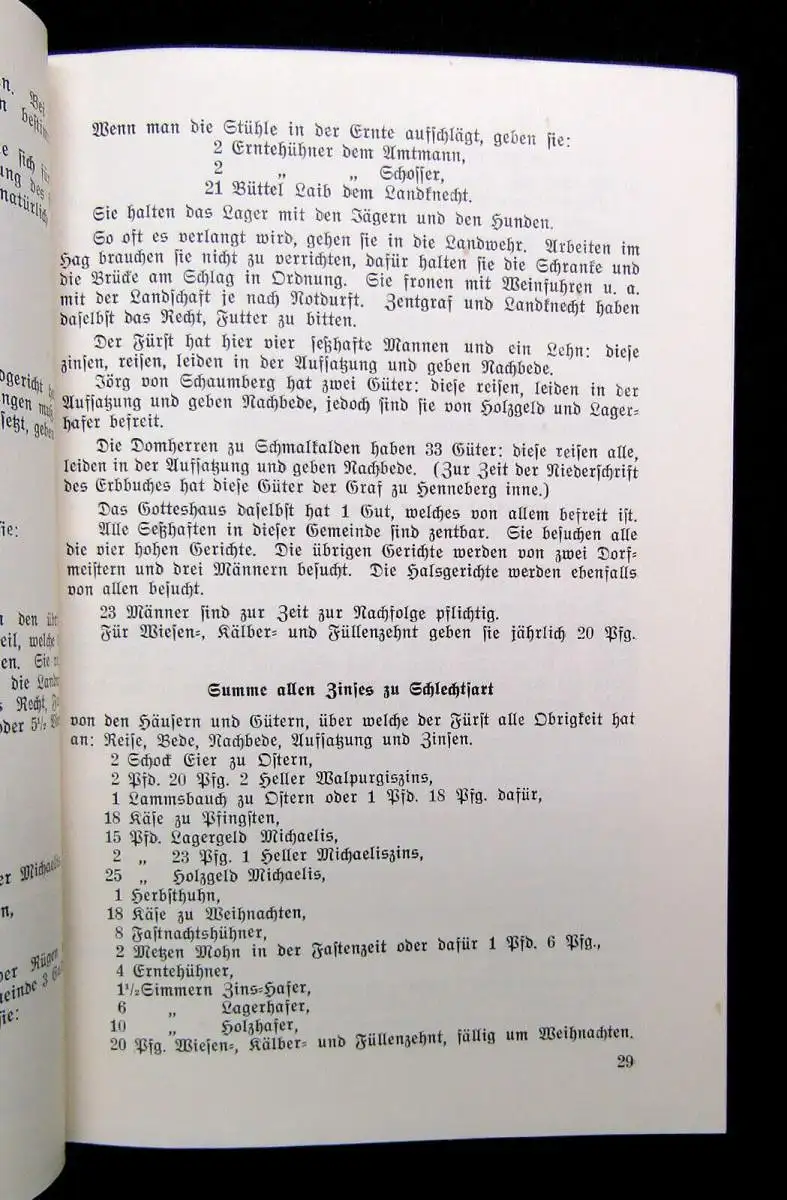 Wenn man die Stühle in der Ernte aufschlägt, geben sie:
2 Erntehühner dem Amtmann,
2 „ „ Schosser,
21 Büttel Laib dem Landknecht.
Sie halten das Lager mit den Jägern und den Hunden.
So oft es verlangt wird, gehen sie in die Landwehr. Arbeiten im
Hag brauchen sie nicht zu verrichten, dafür halten sie die Schranke und
die Brücke am Schlag in Ordnung. Sie fronen mit Weinfuhren u. a.
mit der Landschaft je nach Notdurft. Zentgraf und Landknecht haben
daselbst das Recht, Futter zu bitten.
Der Fürst hat hier vier seßhafte Mannen und ein Lehn: diese
zinsen, reisen, leiden in der Aufsatzung und geben Nachbede.
Jörg von Schaumberg hat zwei Güter: diese reisen, leiden in der
Aufsatzung und geben Nachbede, jedoch sind sie von Holzgeld und Lager-
hafer befreit.
Die Domherren zu Schmalkalden haben 33 Güter: diese reisen alle,
leiden in der Aufsatzung und geben Nachbede. (Zur Zeit der Niederschrift
des Erbbuches hat diese Güter der Graf zu Henneberg inne.)
Das Gotteshaus daselbst hat 1 Gut, welches von allem befreit ist.
Alle Seßhaften in dieser Gemeinde sind zentbar. Sie besuchen alle
die vier hohen Gerichte. Die übrigen Gerichte werden von zwei Dorf-
meistern und drei Männern besucht. Die Halsgerichte werden ebenfalls
von allen besucht.
23 Männer sind zur Zeit zur Nachfolge pflichtig.
Für Wiesen-, Kälber- und Füllenzehnt geben sie jährlich 20 Pfg.
Summe allen Zinses zu Schlechtsart
von den Häusern und Gütern, über welche der Fürst alle Obrigkeit hat
an: Reise, Bede, Nachbede, Aufsatzung und Zinsen.
2 Schock Eier zu Ostern,
2 Pfd. 20 Pfg. 2 Heller Walpurgiszins,
1 Lammsbauch zu Ostern oder 1 Pfd. 18 Pfg. dafür,
18 Käse zu Pfingsten,
15 Pfd. Lagergeld Michaelis,
2 „ 23 Pfg. 1 Heller Michaeliszins,
25 „ Holzgeld Michaelis,
1 Herbsthuhn,
18 Käse zu Weihnachten,
8 Fastnachtshühner,
2 Metzen Mohn in der Fastenzeit oder dafür 1 Pfd. 6 Pfg.,
4 Erntehühner,
1½ Simmern Zins-Hafer,
6 „ Lagerhafer,
10 „ Holzhafer,
20 Pfg. Wiesen-, Kälber- und Füllenzehnt, fällig um Weihnachten.
29